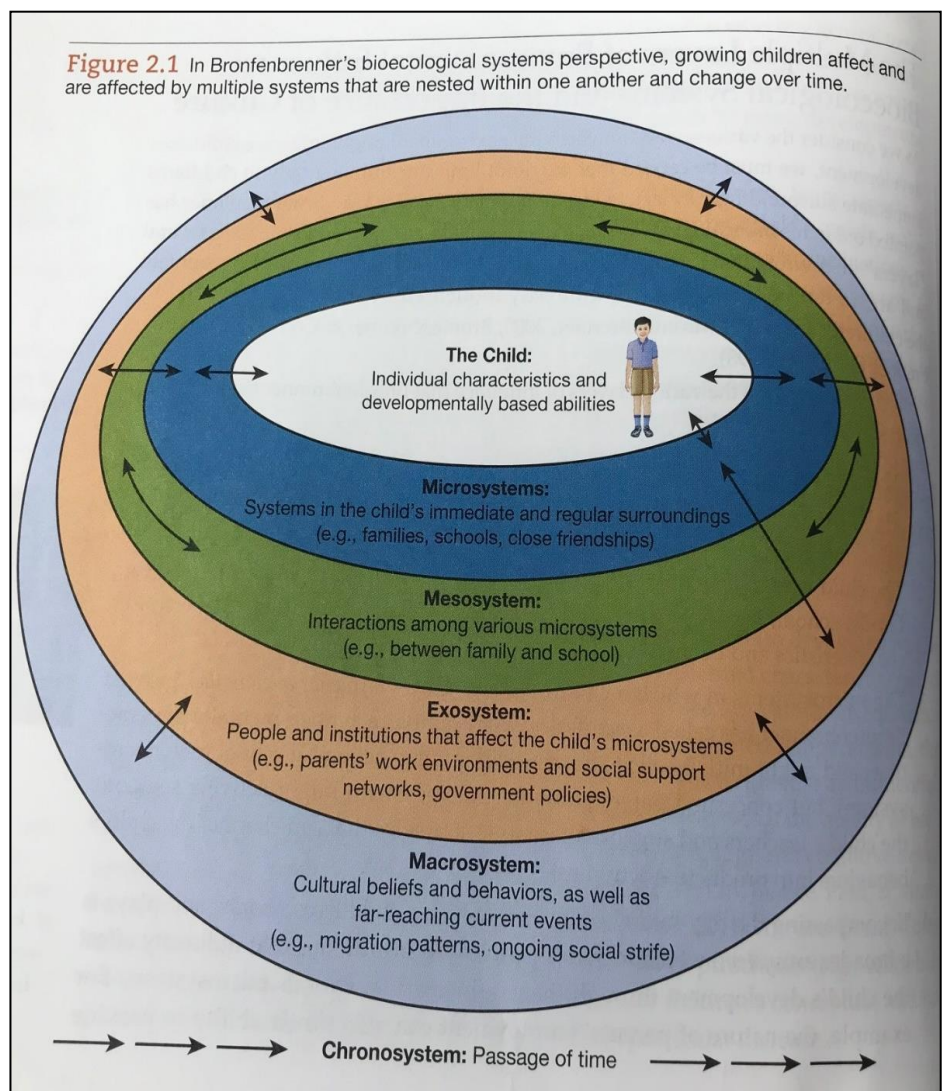 Figure 2.1 In Bronfenbrenner's bioecological systems perspective, growing children affect and
are affected by multiple systems that are nested within one another and change over time.
The Child:
Individual characteristics and
developmentally based abilities
Microsystems:
Systems in the child's immediate and regular surroundings
(e.g., families, schools, close friendships)
Mesosystem:
Interactions among various microsystems
(e.g., between family and school)
Exosystem:
People and institutions that affect the child's microsystems
(e.g., parents' work environments and social support
networks, government policies)
Macrosystem:
Cultural beliefs and behaviors, as well as
far-reaching current events
(e.g., migration patterns, ongoing social strife)
Chronosystem: Passage of time